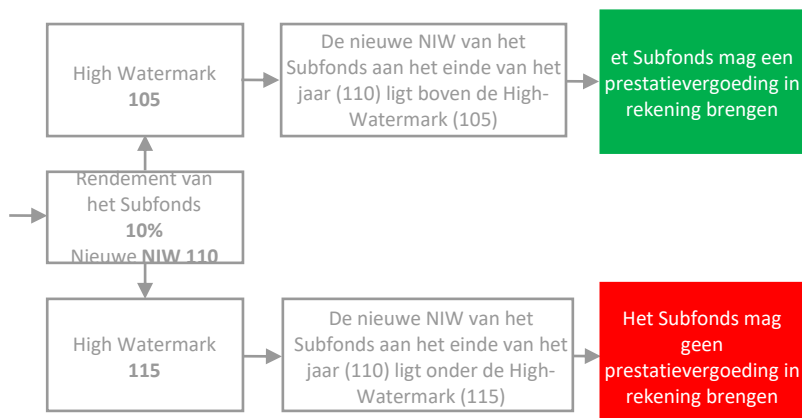 High Watermark
105
De nieuwe NIW van het
Subfonds aan het einde van het
jaar (110) ligt boven de High-
Watermark (105)
et Subfonds mag een
prestatievergoeding in
rekening brengen
Rendement van
het Subfonds
10%
Nieuwe NIW 110
High Watermark
115
De nieuwe NIW van het
Subfonds aan het einde van het
jaar (110) ligt onder de High-
Watermark (115)
Het Subfonds mag
geen
prestatievergoeding in
rekening brengen